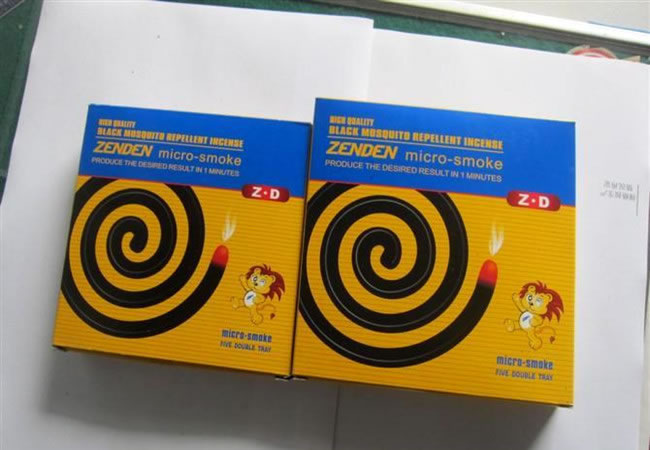 HIGH QUALITY
BLACK MOSQUITO REPELLENT INCENSE
ZENDEN micro-smoke
PRODUCE THE DESIRED RESULT IN 1 MINUTES
Z·D
micro-smoke
FIVE DOUBLE TRAY
HIGH QUALITY
BLACK MOSQUITO REPELLENT INCENSE
ZENDEN micro-smoke
PRODUCE THE DESIRED RESULT IN 1 MINUTES
Z·D
micro-smoke
FIVE DOUBLE TRAY